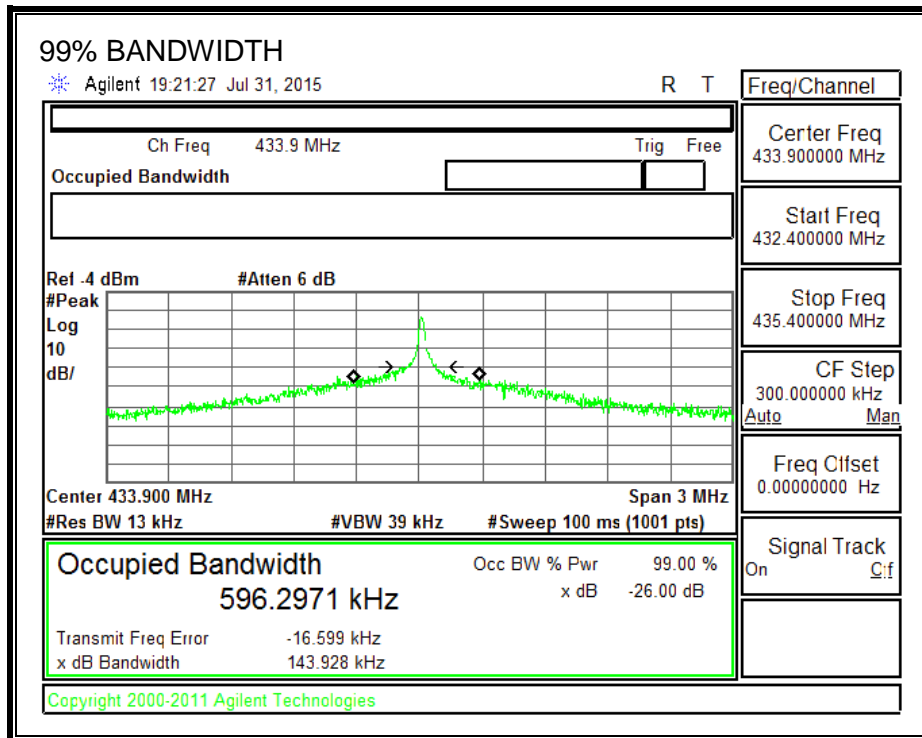 99% BANDWIDTH
Agilent 19:21:27 Jul 31, 2015 R T
Freq/Channel
Ch Freq 433.9 MHz Trig Free
Occupied Bandwidth
Center Freq
433.900000 MHz
Start Freq
432.400000 MHz
Stop Freq
435.400000 MHz
CF Step
300.000000 kHz
Auto Man
Freq Offset
0.00000000 Hz
Signal Track
On Off
Ref -4 dBm #Atten 6 dB
#Peak
Log
10
dB/
Center 433.900 MHz Span 3 MHz
#Res BW 13 kHz #VBW 39 kHz #Sweep 100 ms (1001 pts)
Occupied Bandwidth
596.2971 kHz
Occ BW % Pwr 99.00 %
x dB -26.00 dB
Transmit Freq Error -16.599 kHz
x dB Bandwidth 143.928 kHz
Copyright 2000-2011 Agilent Technologies